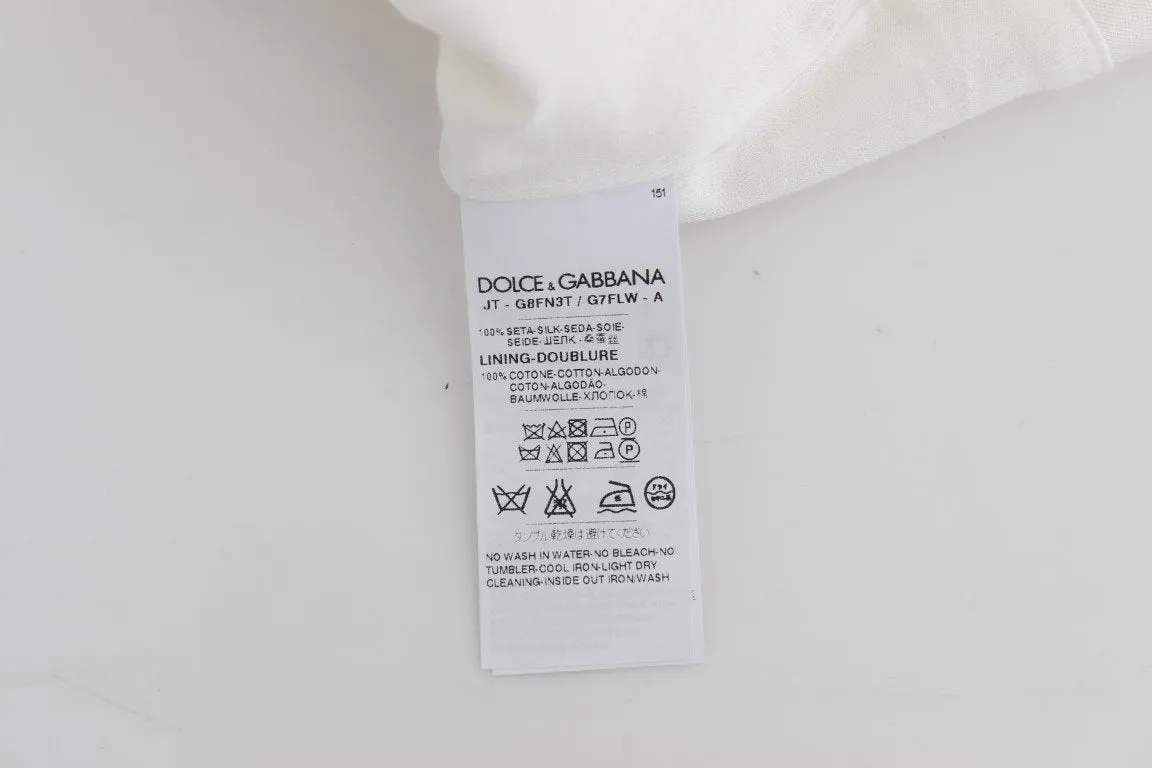 151
DOLCE & GABBANA
JT - G8FN3T / G7FLW - A
100% SETA-SILK-SEDA-SOIE-
SEIDE-ШЕЛК-桑蚕丝
LINING-DOUBLURE
100% COTONE-COTTON-ALGODON-
COTON-ALGODÃO-
BAUMWOLLE-ХЛОПОК-棉
P
P
ドライ
タンブル乾燥は避けてください
NO WASH IN WATER-NO BLEACH-NO
TUMBLER-COOL IRON-LIGHT DRY
CLEANING-INSIDE OUT IRON/WASH